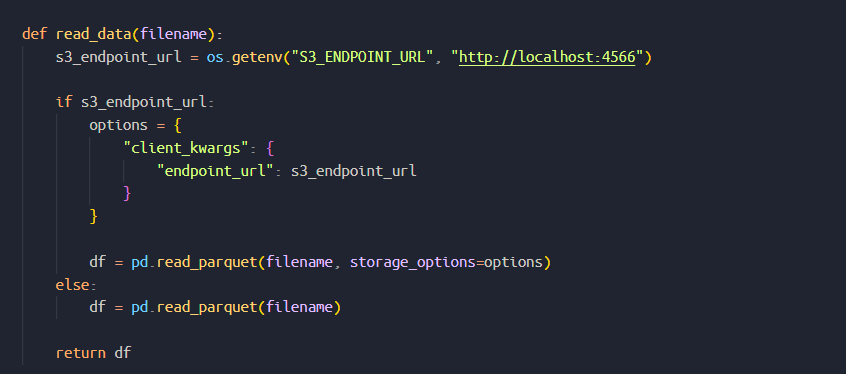 def read_data(filename):
    s3_endpoint_url = os.getenv("S3_ENDPOINT_URL", "http://localhost:4566")
    if s3_endpoint_url:
        options = {
            "client_kwargs": {
                "endpoint_url": s3_endpoint_url
            }
        }
        df = pd.read_parquet(filename, storage_options=options)
    else:
        df = pd.read_parquet(filename)
    return df